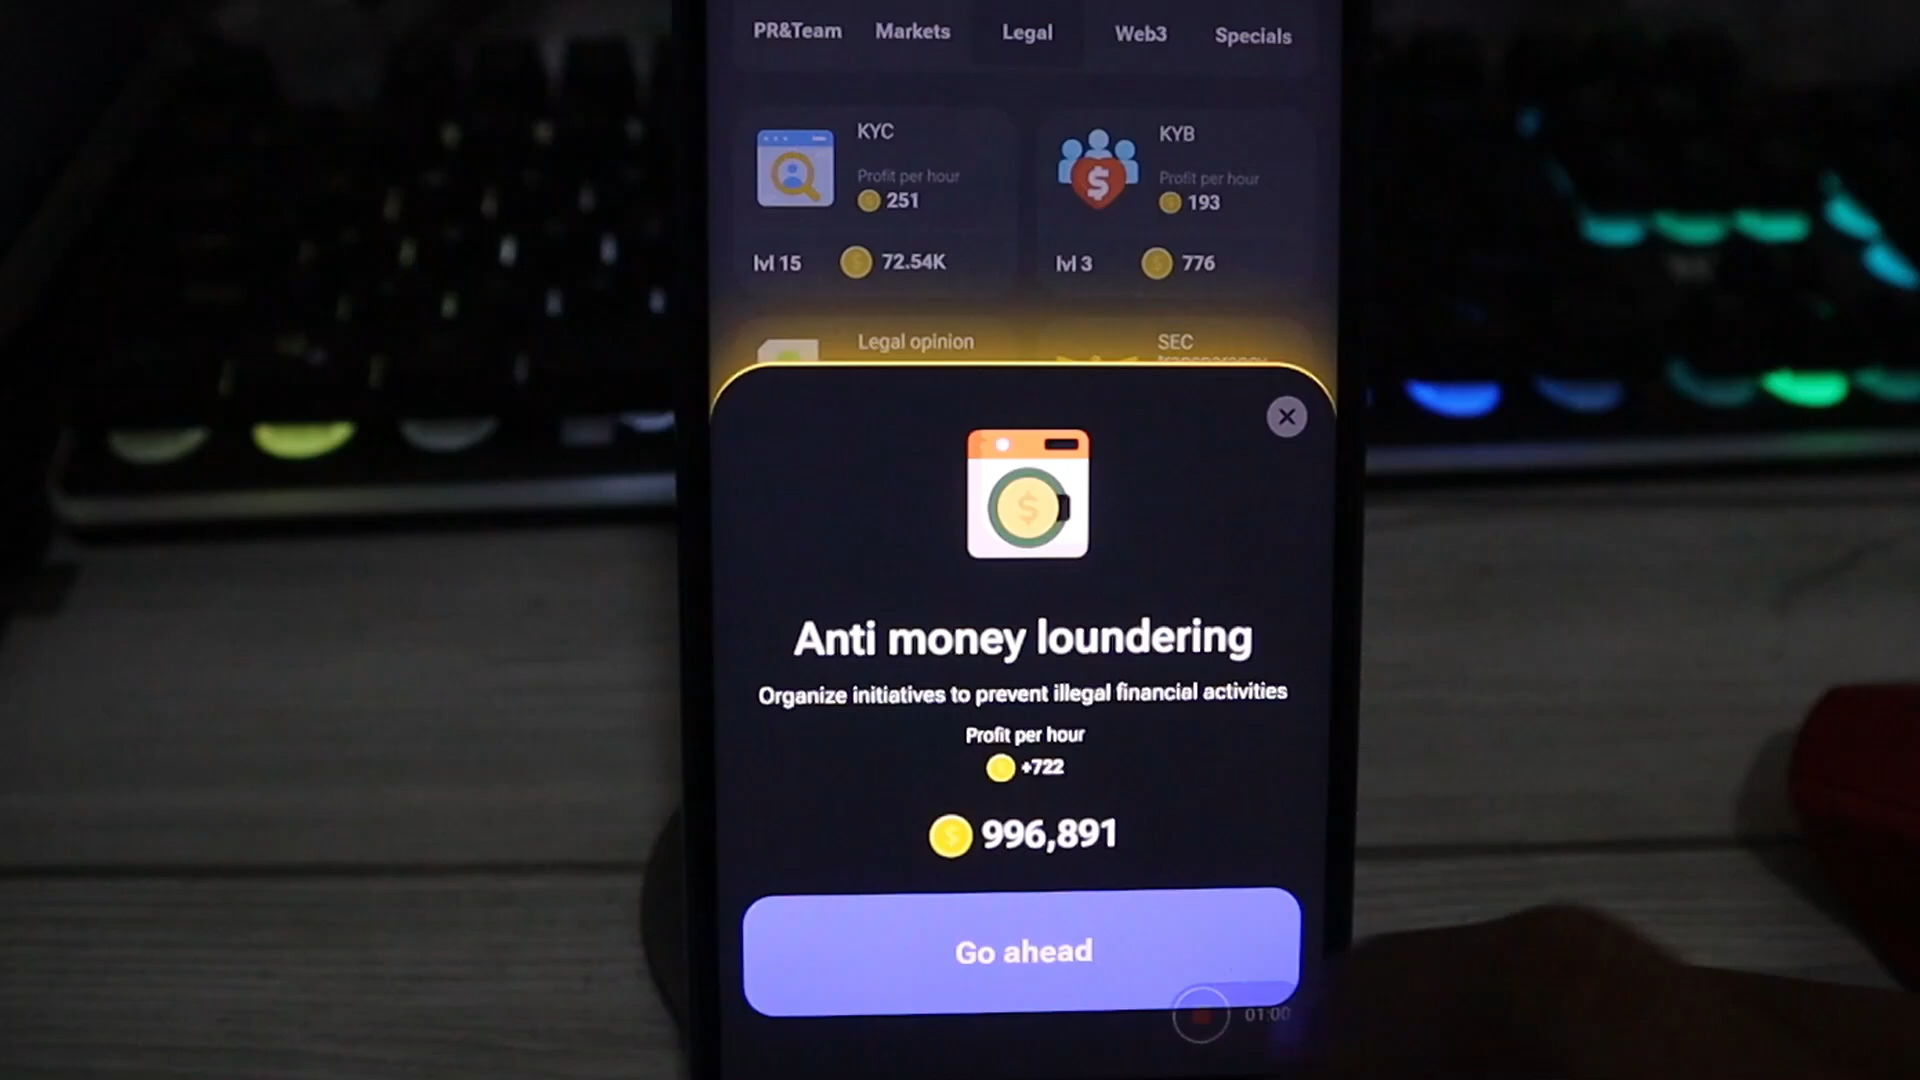 PR&Team Markets Legal Web3 Specials
KYC
Profit per hour
251
lvl 15 72.54K
KYB
Profit per hour
193
lvl 3 776
Legal opinion
SEC
transparency
Anti money loundering
Organize initiatives to prevent illegal financial activities
Profit per hour
+722
996,891
Go ahead
01:00